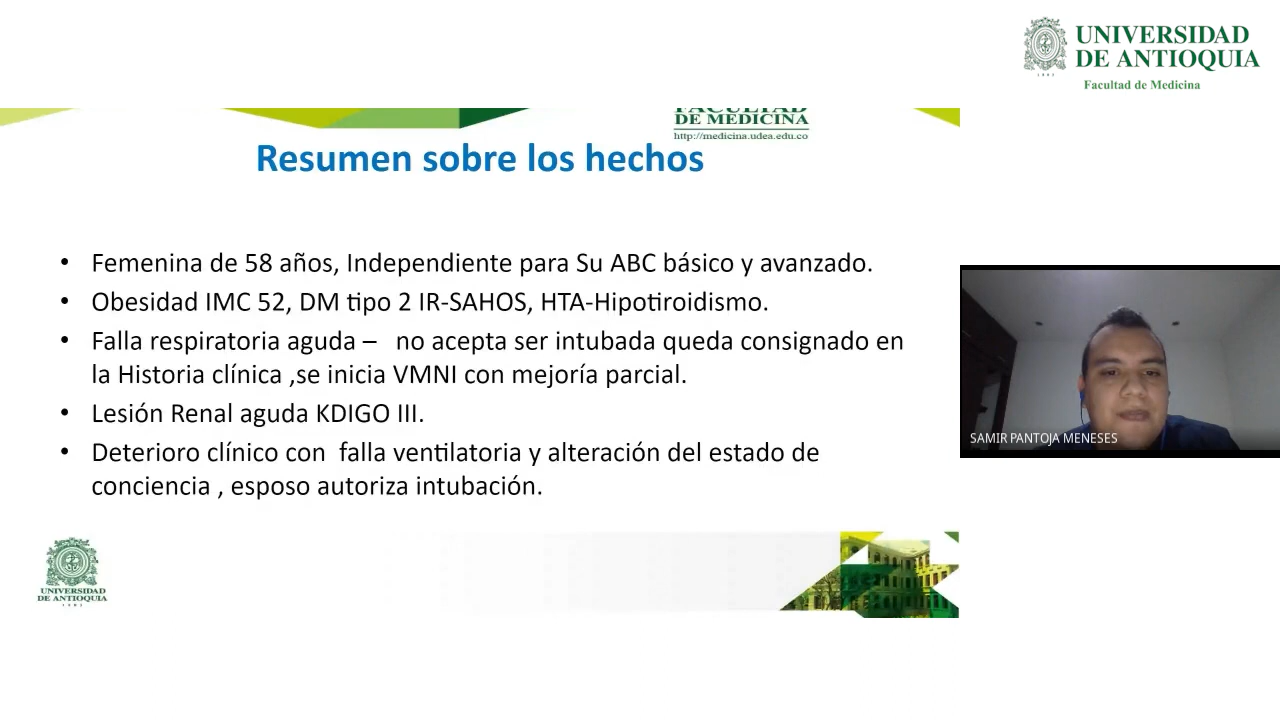 UNIVERSIDAD
DE ANTIOQUIA
1803
Facultad de Medicina
FACULTAD
DE MEDICINA
http://medicina.udea.edu.co
Resumen sobre los hechos
• Femenina de 58 años, Independiente para Su ABC básico y avanzado.
• Obesidad IMC 52, DM tipo 2 IR-SAHOS, HTA-Hipotiroidismo.
• Falla respiratoria aguda – no acepta ser intubada queda consignado en
la Historia clínica ,se inicia VMNI con mejoría parcial.
• Lesión Renal aguda KDIGO III.
• Deterioro clínico con falla ventilatoria y alteración del estado de
conciencia , esposo autoriza intubación.
SAMIR PANTOJA MENESES
UNIVERSIDAD
DE ANTIOQUIA
1803